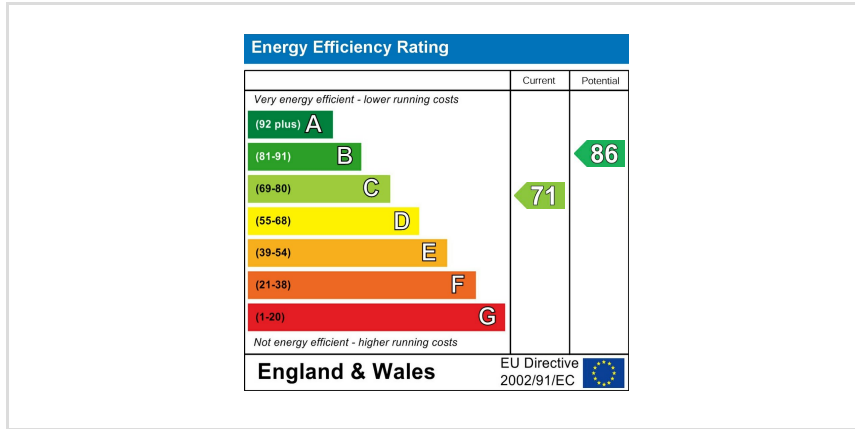 Energy Efficiency Rating
Current Potential
Very energy efficient - lower running costs
(92 plus) A
(81-91) B
86
(69-80) C
71
(55-68) D
(39-54) E
(21-38) F
(1-20) G
Not energy efficient - higher running costs
England & Wales
EU Directive
2002/91/EC